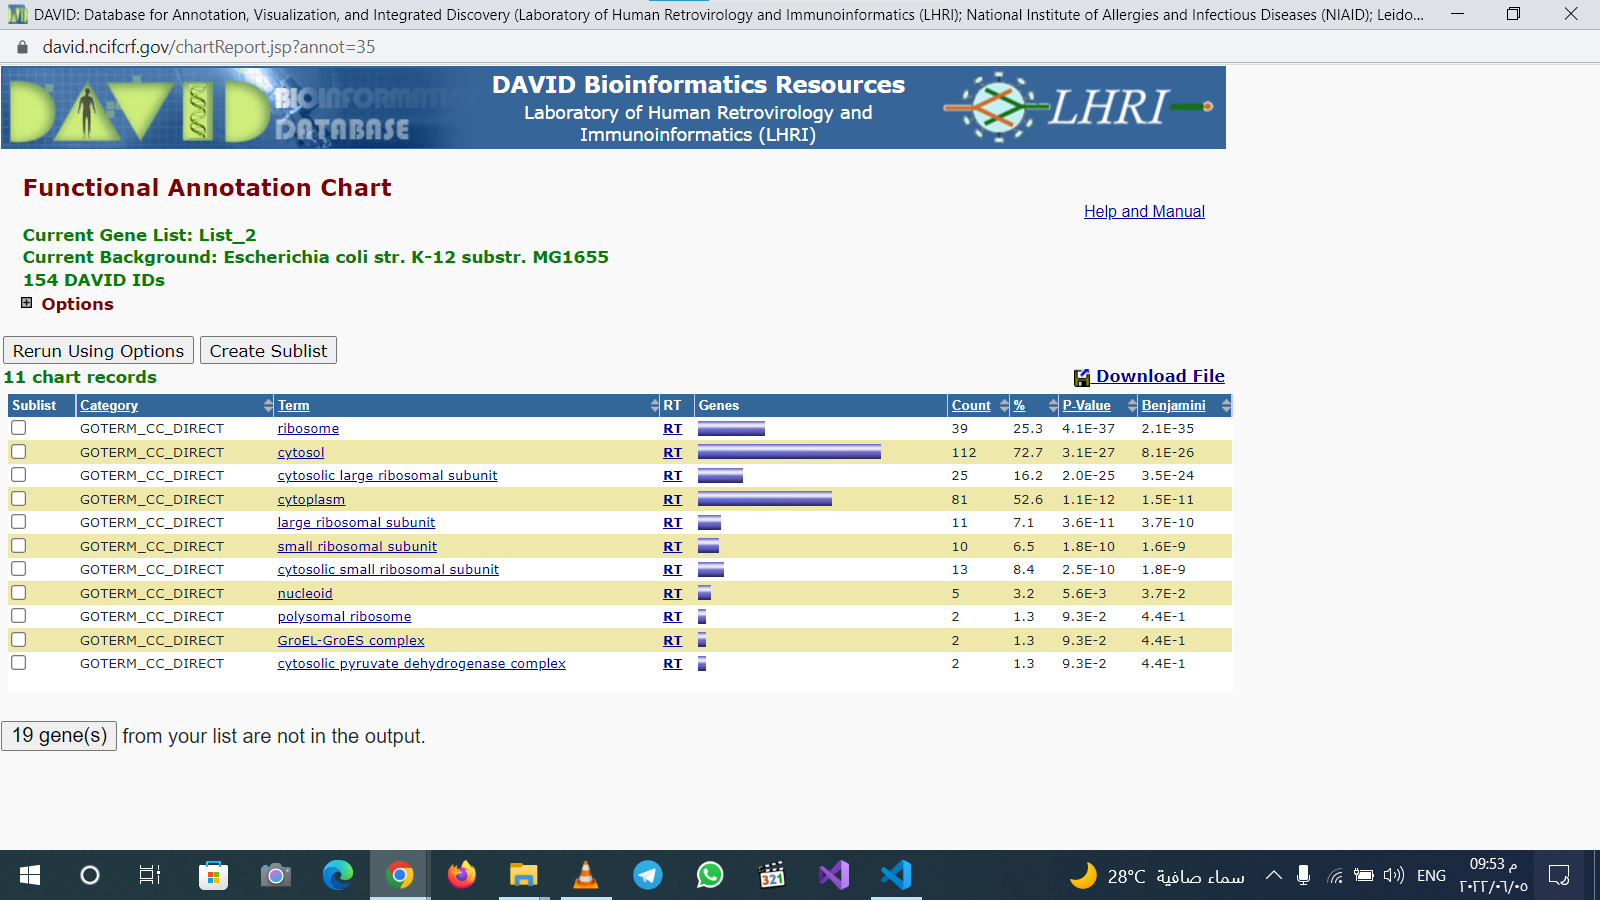 DAVID: Database for Annotation, Visualization, and Integrated Discovery (Laboratory of Human Retrovirology and Immunoinformatics (LHRI); National Institute of Allergies and Infectious Diseases (NIAID); Leido...
david.ncifcrf.gov/chartReport.jsp?annot=35
DAVID BIOINFORMATICS DATABASE
DAVID Bioinformatics Resources
Laboratory of Human Retrovirology and
Immunoinformatics (LHRI)
LHRI
Functional Annotation Chart
Help and Manual
Current Gene List: List_2
Current Background: Escherichia coli str. K-12 substr. MG1655
154 DAVID IDs
Options
Rerun Using Options Create Sublist
11 chart records Download File
Sublist Category Term RT Genes Count % P-Value Benjamini
GOTERM_CC_DIRECT ribosome RT 39 25.3 4.1E-37 2.1E-35
GOTERM_CC_DIRECT cytosol RT 112 72.7 3.1E-27 8.1E-26
GOTERM_CC_DIRECT cytosolic large ribosomal subunit RT 25 16.2 2.0E-25 3.5E-24
GOTERM_CC_DIRECT cytoplasm RT 81 52.6 1.1E-12 1.5E-11
GOTERM_CC_DIRECT large ribosomal subunit RT 11 7.1 3.6E-11 3.7E-10
GOTERM_CC_DIRECT small ribosomal subunit RT 10 6.5 1.8E-10 1.6E-9
GOTERM_CC_DIRECT cytosolic small ribosomal subunit RT 13 8.4 2.5E-10 1.8E-9
GOTERM_CC_DIRECT nucleoid RT 5 3.2 5.6E-3 3.7E-2
GOTERM_CC_DIRECT polysomal ribosome RT 2 1.3 9.3E-2 4.4E-1
GOTERM_CC_DIRECT GroEL-GroES complex RT 2 1.3 9.3E-2 4.4E-1
GOTERM_CC_DIRECT cytosolic pyruvate dehydrogenase complex RT 2 1.3 9.3E-2 4.4E-1
19 gene(s) from your list are not in the output.
321
28°C سماء صافية ENG
09:53 م
٢٠٢٢/٠٦/٠٥